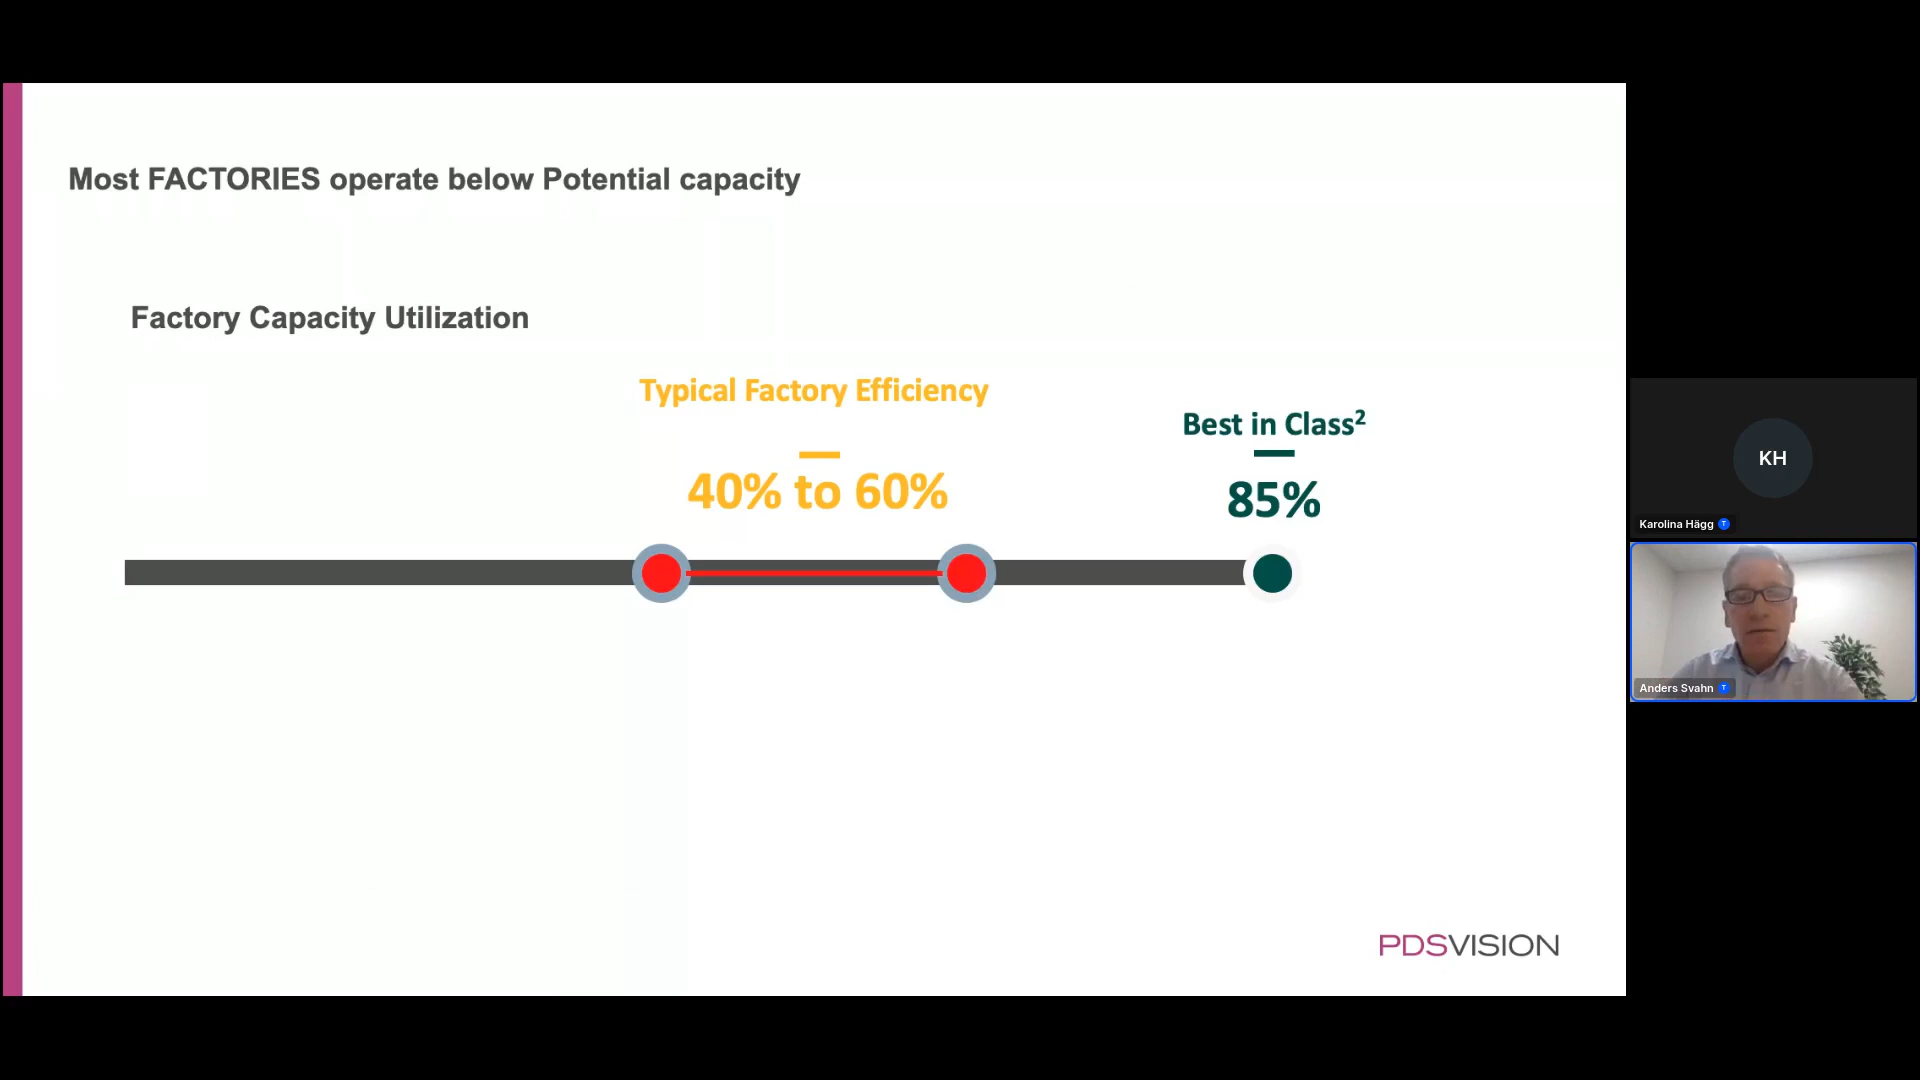 Most FACTORIES operate below Potential capacity
Factory Capacity Utilization
Typical Factory Efficiency
40% to 60%
Best in Class²
85%
PDSVISION
KH
Karolina Hägg T
Anders Svahn T